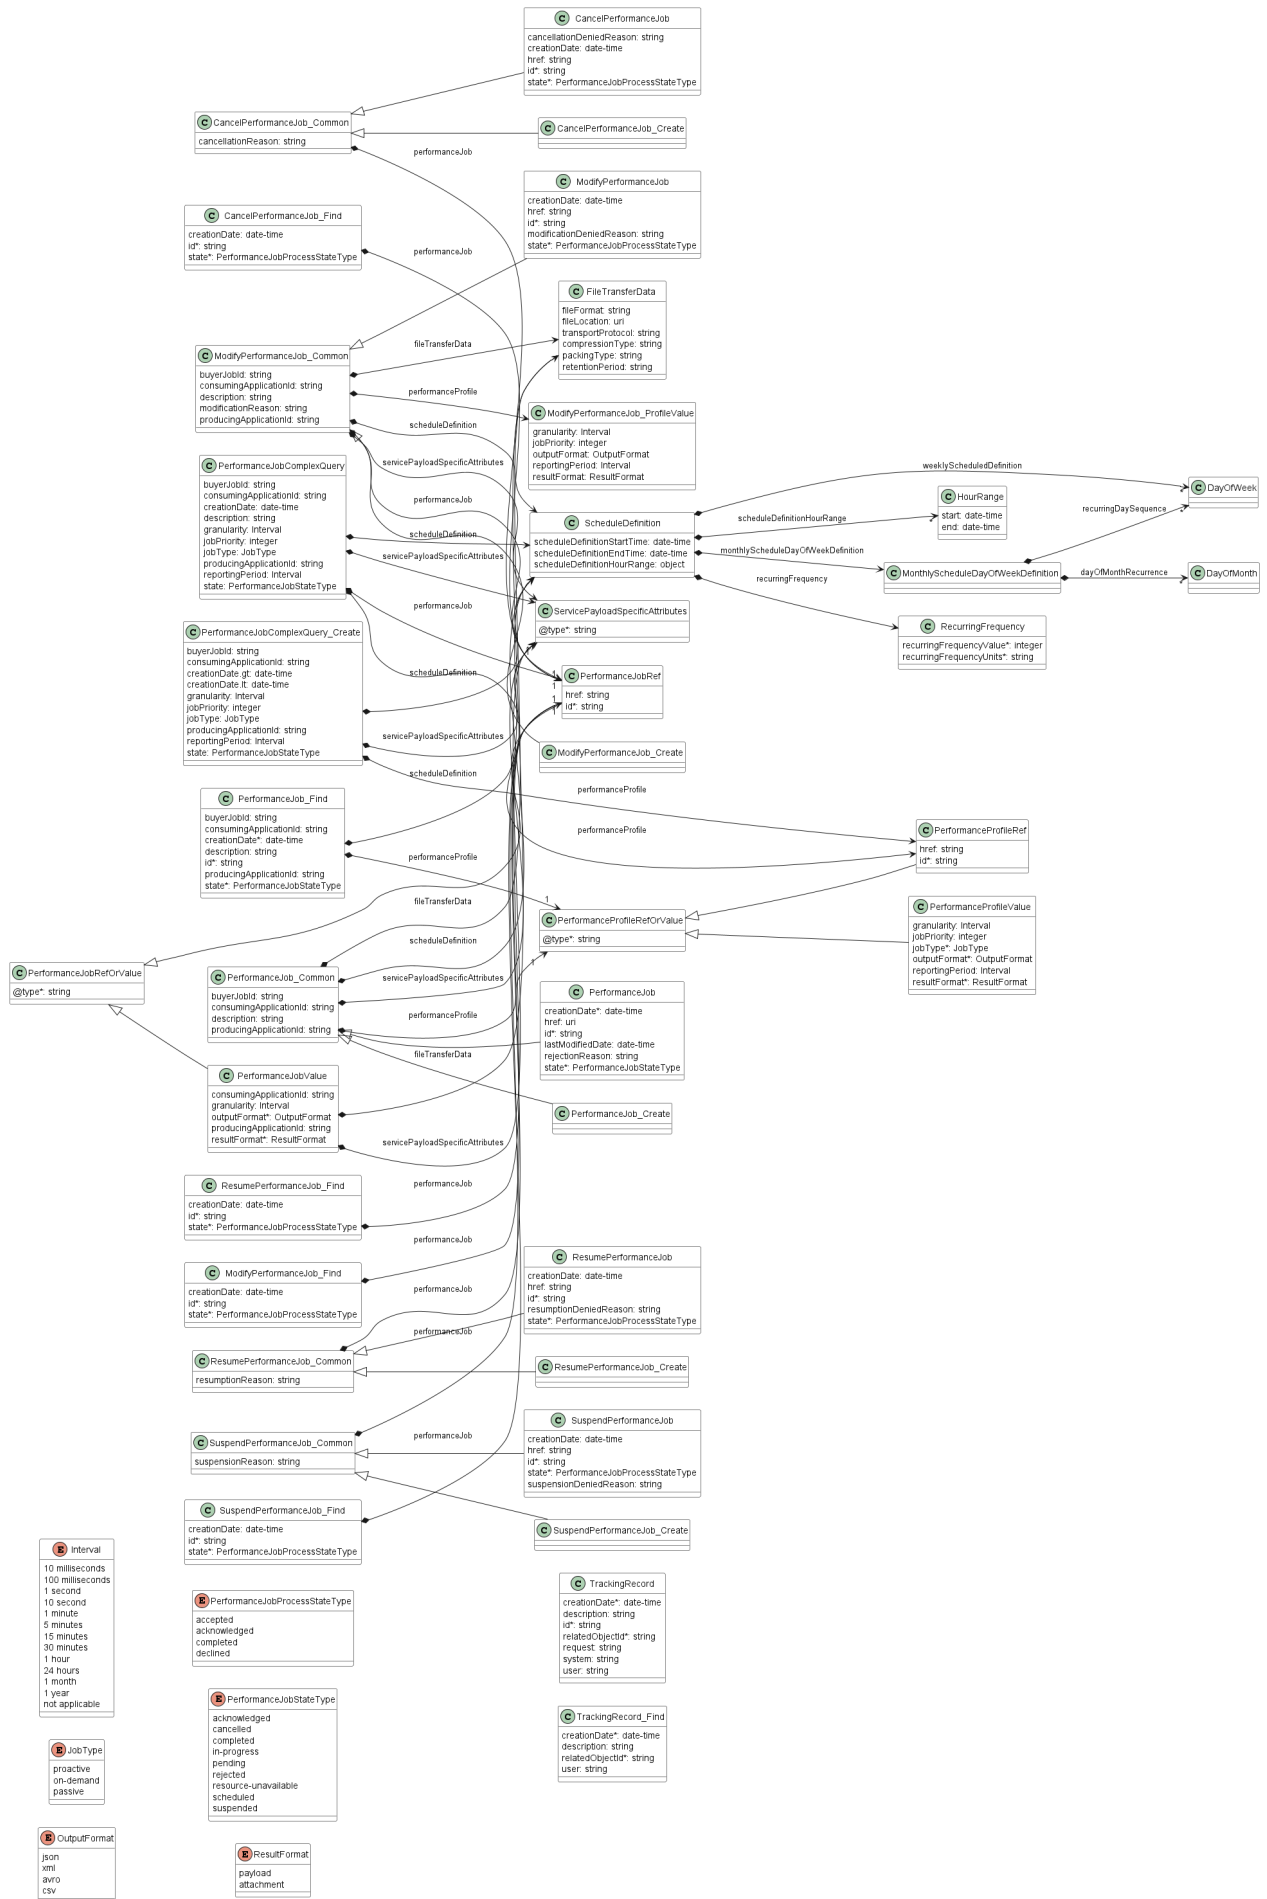 C CancelPerformanceJob
cancellationDeniedReason: string
creationDate: date-time
href: string
id*: string
state*: PerformanceJobProcessStateType
C CancelPerformanceJob_Common
cancellationReason: string
C CancelPerformanceJob_Create
performanceJob
C ModifyPerformanceJob
creationDate: date-time
href: string
id*: string
modificationDeniedReason: string
state*: PerformanceJobProcessStateType
C CancelPerformanceJob_Find
creationDate: date-time
id*: string
state*: PerformanceJobProcessStateType
performanceJob
C FileTransferData
fileFormat: string
fileLocation: uri
transportProtocol: string
compressionType: string
packingType: string
retentionPeriod: string
C ModifyPerformanceJob_Common
buyerJobId: string
consumingApplicationId: string
description: string
modificationReason: string
producingApplicationId: string
fileTransferData
performanceProfile
scheduleDefinition
servicePayloadSpecificAttributes
performanceJob
C ModifyPerformanceJob_ProfileValue
granularity: Interval
jobPriority: integer
outputFormat: OutputFormat
reportingPeriod: Interval
resultFormat: ResultFormat
C PerformanceJobComplexQuery
buyerJobId: string
consumingApplicationId: string
creationDate: date-time
description: string
granularity: Interval
jobPriority: integer
jobType: JobType
producingApplicationId: string
reportingPeriod: Interval
state: PerformanceJobStateType
servicePayloadSpecificAttributes
performanceJob
scheduleDefinition
C ScheduleDefinition
scheduleDefinitionStartTime: date-time
scheduleDefinitionEndTime: date-time
scheduleDefinitionHourRange: object
weeklyScheduledDefinition
scheduleDefinitionHourRange
monthlyScheduleDayOfWeekDefinition
recurringFrequency
C HourRange
start: date-time
end: date-time
*
C DayOfWeek
*
*
recurringDaySequence
C MonthlyScheduleDayOfWeekDefinition
dayOfMonthRecurrence
*
C DayOfMonth
C RecurringFrequency
recurringFrequencyValue*: integer
recurringFrequencyUnits*: string
C ServicePayloadSpecificAttributes
@type*: string
C PerformanceJobComplexQuery_Create
buyerJobId: string
consumingApplicationId: string
creationDate.gt: date-time
creationDate.lt: date-time
granularity: Interval
jobPriority: integer
jobType: JobType
producingApplicationId: string
reportingPeriod: Interval
state: PerformanceJobStateType
servicePayloadSpecificAttributes
scheduleDefinition
performanceProfile
C PerformanceJobRef
href: string
id*: string
1
1
1
1
C ModifyPerformanceJob_Create
C PerformanceJob_Find
buyerJobId: string
consumingApplicationId: string
creationDate*: date-time
description: string
id*: string
producingApplicationId: string
state*: PerformanceJobStateType
performanceProfile
1
performanceProfile
C PerformanceProfileRef
href: string
id*: string
C PerformanceProfileRefOrValue
@type*: string
C PerformanceProfileValue
granularity: Interval
jobPriority: integer
jobType*: JobType
outputFormat*: OutputFormat
reportingPeriod: Interval
resultFormat*: ResultFormat
C PerformanceJobRefOrValue
@type*: string
C PerformanceJob_Common
buyerJobId: string
consumingApplicationId: string
description: string
producingApplicationId: string
fileTransferData
scheduleDefinition
servicePayloadSpecificAttributes
performanceProfile
1
C PerformanceJob
creationDate*: date-time
href: uri
id*: string
lastModifiedDate: date-time
rejectionReason: string
state*: PerformanceJobStateType
C PerformanceJobValue
consumingApplicationId: string
granularity: Interval
outputFormat*: OutputFormat
producingApplicationId: string
resultFormat*: ResultFormat
fileTransferData
servicePayloadSpecificAttributes
C PerformanceJob_Create
C ResumePerformanceJob_Find
creationDate: date-time
id*: string
state*: PerformanceJobProcessStateType
performanceJob
C ModifyPerformanceJob_Find
creationDate: date-time
id*: string
state*: PerformanceJobProcessStateType
performanceJob
C ResumePerformanceJob
creationDate: date-time
href: string
id*: string
resumptionDeniedReason: string
state*: PerformanceJobProcessStateType
performanceJob
C ResumePerformanceJob_Common
resumptionReason: string
performanceJob
C ResumePerformanceJob_Create
C SuspendPerformanceJob_Common
suspensionReason: string
performanceJob
C SuspendPerformanceJob
creationDate: date-time
href: string
id*: string
state*: PerformanceJobProcessStateType
suspensionDeniedReason: string
C SuspendPerformanceJob_Find
creationDate: date-time
id*: string
state*: PerformanceJobProcessStateType
C SuspendPerformanceJob_Create
E Interval
10 milliseconds
100 milliseconds
1 second
10 second
1 minute
5 minutes
15 minutes
30 minutes
1 hour
24 hours
1 month
1 year
not applicable
E PerformanceJobProcessStateType
accepted
acknowledged
completed
declined
C TrackingRecord
creationDate*: date-time
description: string
id*: string
relatedObjectId*: string
request: string
system: string
user: string
E PerformanceJobStateType
acknowledged
cancelled
completed
in-progress
pending
rejected
resource-unavailable
scheduled
suspended
C TrackingRecord_Find
creationDate*: date-time
description: string
relatedObjectId*: string
user: string
E JobType
proactive
on-demand
passive
E OutputFormat
json
xml
avro
csv
E ResultFormat
payload
attachment